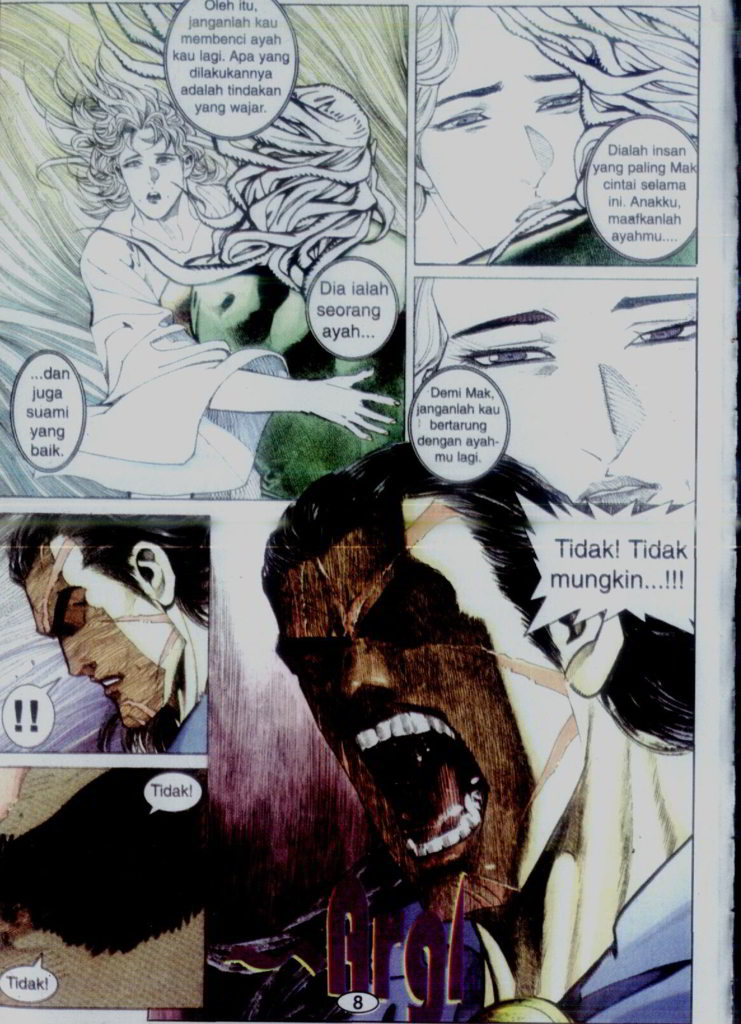 Oleh itu,
janganlah kau
membenci ayah
kau lagi. Apa yang
dilakukannya
adalah tindakan
yang wajar.
Dia ialah
seorang
ayah...
...dan
juga
suami
yang
baik.
Dialah insan
yang paling Mak
cintai selama
ini. Anakku,
maafkanlah
ayahmu....
Demi Mak,
janganlah kau
bertarung
dengan ayah-
mu lagi.
!!
Tidak! Tidak
mungkin...!!!
Tidak!
Tidak!
Arg!
8